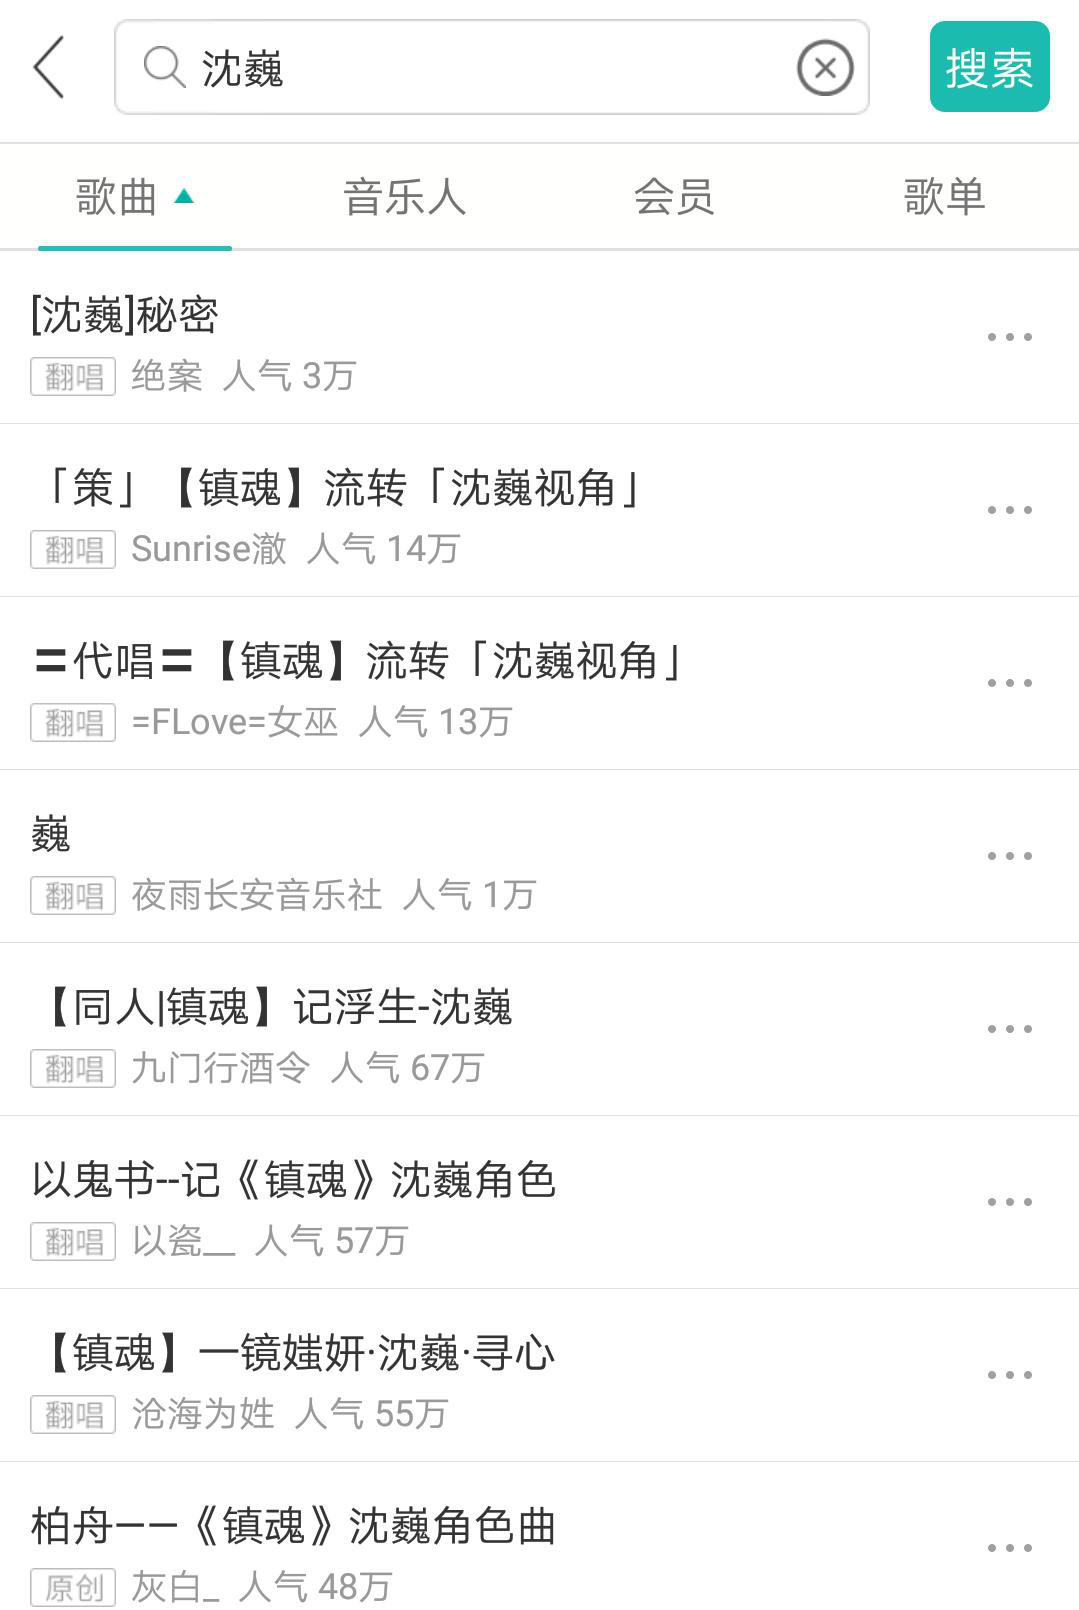 沈巍
搜索
歌曲 ▲ 音乐人 会员 歌单
[沈巍]秘密
翻唱 绝案 人气 3万
「策」【镇魂】流转「沈巍视角」
翻唱 Sunrise澈 人气 14万
〓代唱〓【镇魂】流转「沈巍视角」
翻唱 =FLove=女巫 人气 13万
巍
翻唱 夜雨长安音乐社 人气 1万
【同人|镇魂】记浮生-沈巍
翻唱 九门行酒令 人气 67万
以鬼书--记《镇魂》沈巍角色
翻唱 以瓷__ 人气 57万
【镇魂】一镜媸妍·沈巍·寻心
翻唱 沧海为姓 人气 55万
柏舟——《镇魂》沈巍角色曲
原创 灰白_ 人气 48万